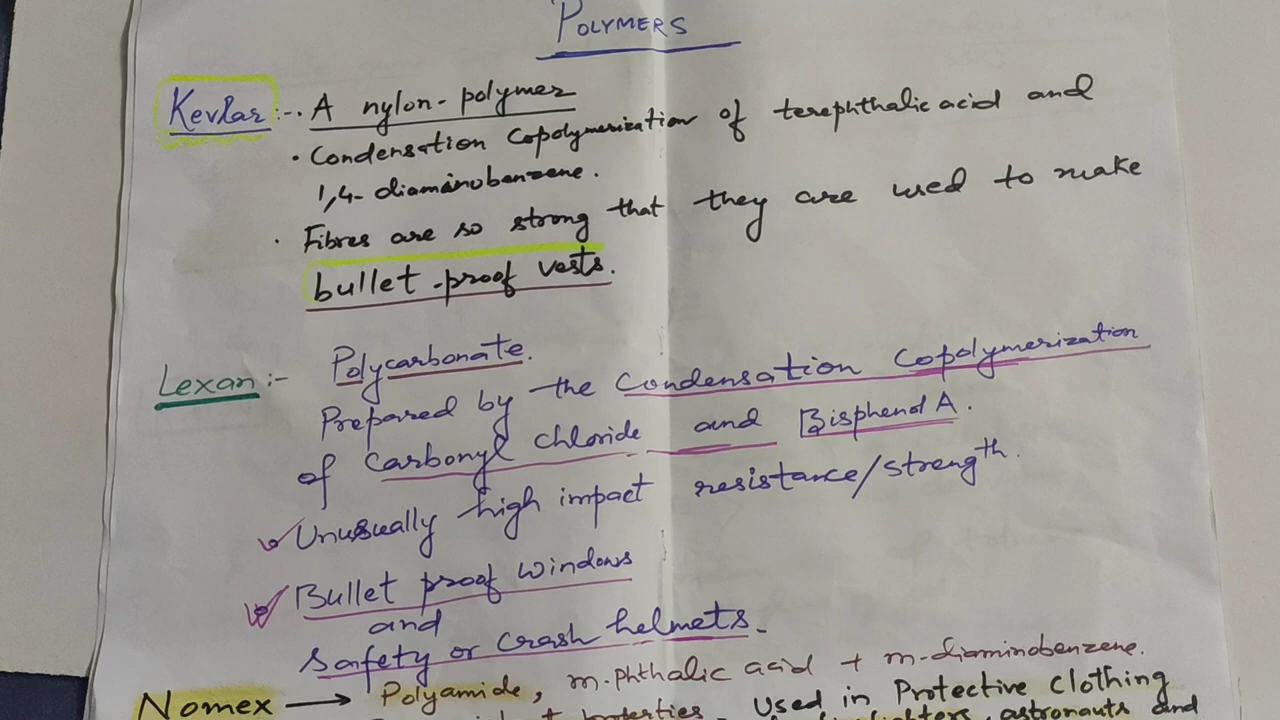 POLYMERS
Kevlar :-. A nylon-polymer
• Condensation Copolymerization of terephthalic acid and
1,4- diaminobenzene.
• Fibres are so strong that they are used to make
bullet-proof vests.
Lexan :- Polycarbonate.
Prepared by the Condensation Copolymerization
of Carbonyl chloride and Bisphenol A.
Unusually high impact resistance/strength.
Bullet proof windows
and
Safety or crash helmets.
Nomex → Polyamide, m-phthalic acid + m-diaminobenzene.
Used in Protective clothing
astronauts and